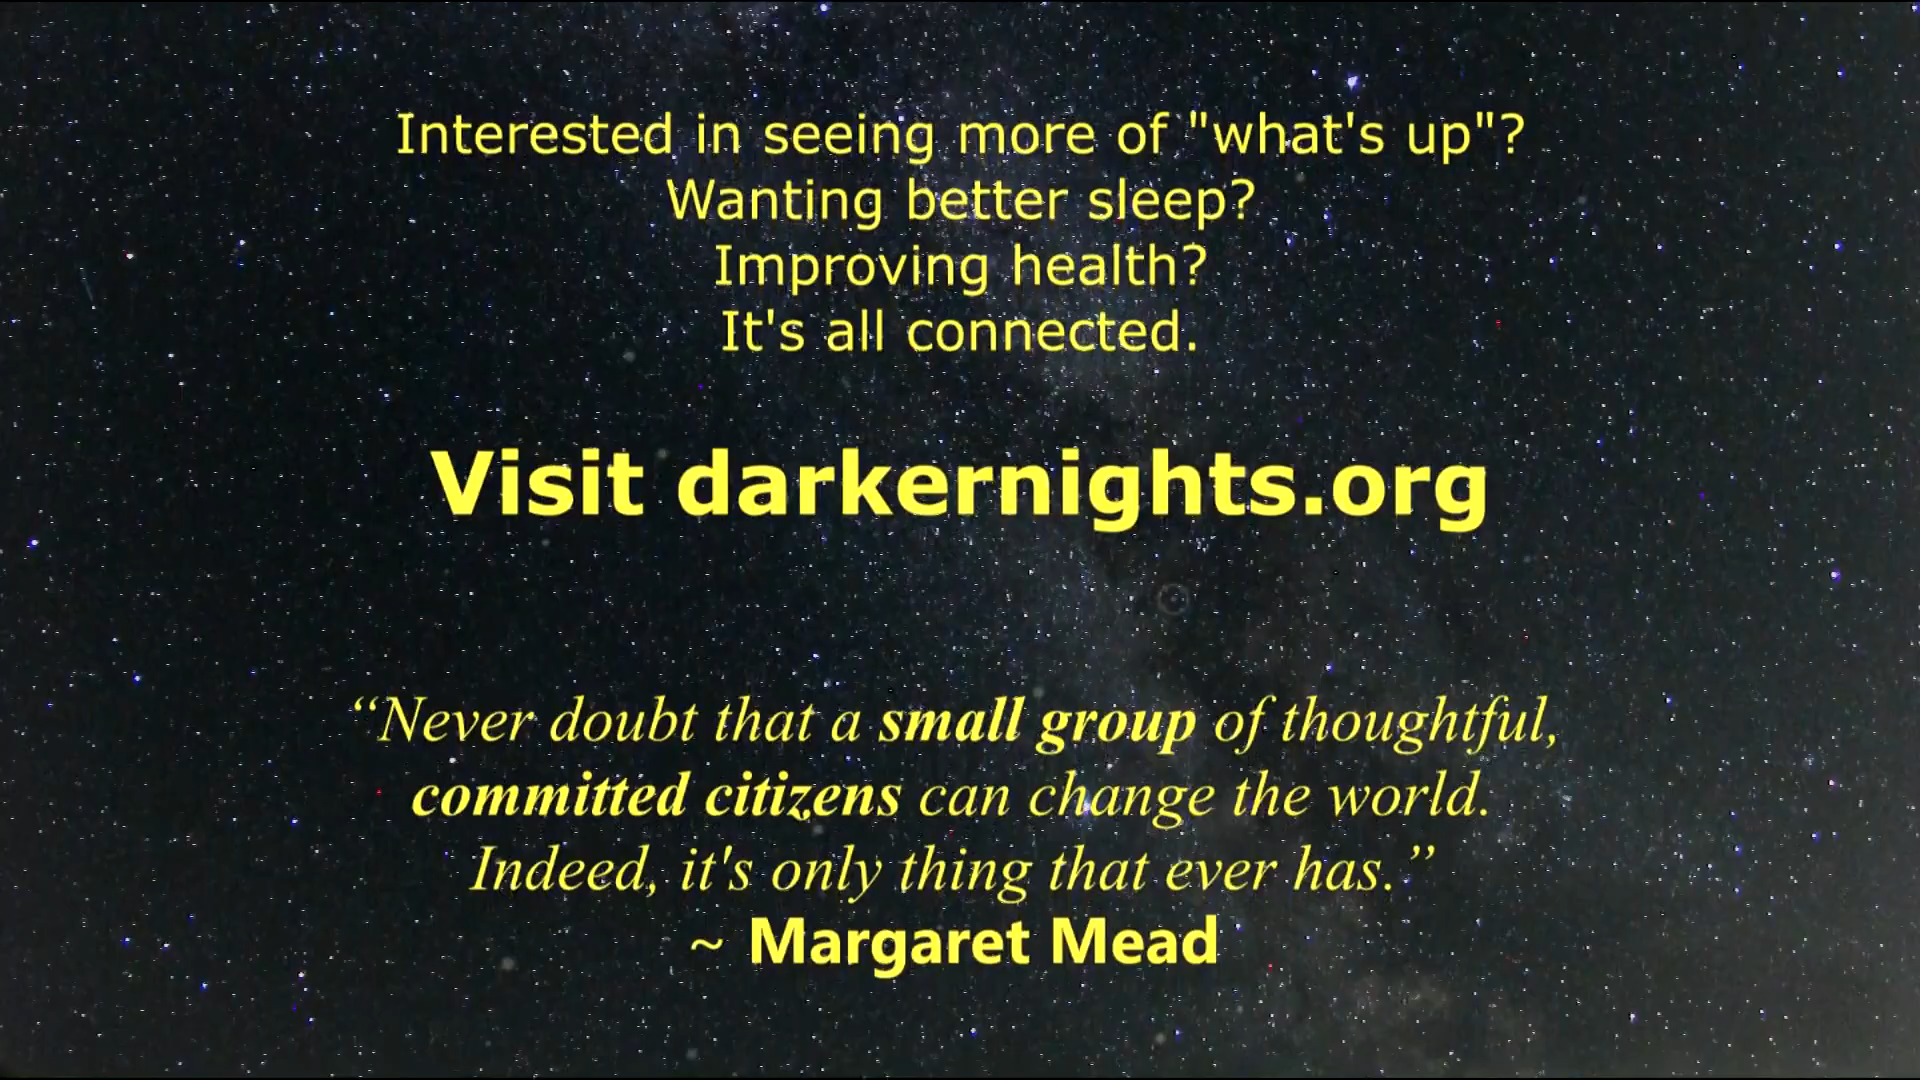 Interested in seeing more of "what's up"?
Wanting better sleep?
Improving health?
It's all connected.
Visit darkernights.org
“Never doubt that a small group of thoughtful,
committed citizens can change the world.
Indeed, it's only thing that ever has.”
~ Margaret Mead